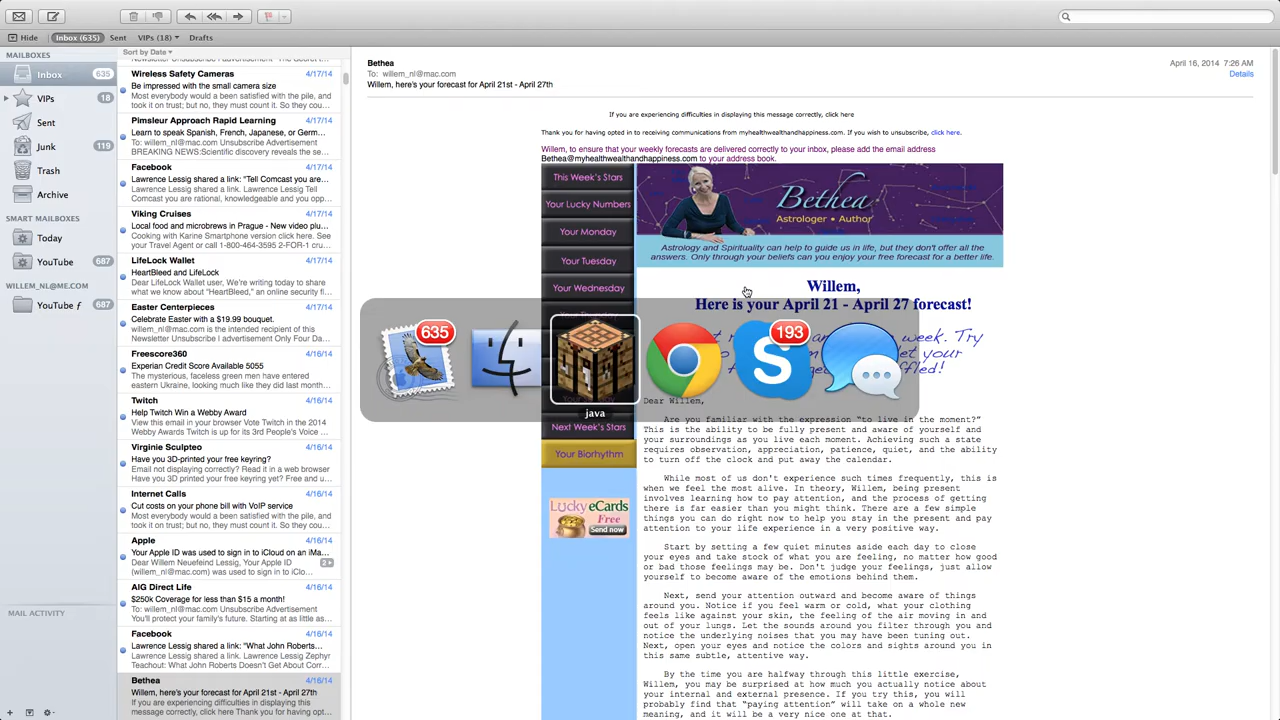 Hide
Inbox (635)
Sent
VIPs (18)
Drafts
MAILBOXES
Inbox
635
VIPs
18
Sent
Junk
119
Trash
Archive
SMART MAILBOXES
Today
YouTube
687
WILLEM_NL@ME.COM
YouTube
687
MAIL ACTIVITY
Sort by Date
Wireless Safety Cameras 4/17/14
Be impressed with the small camera size
Most everybody would be satisfied with the pile, and
took it on trust; but no, they must count it. So they cou...
Pimsleur Approach Rapid Learning 4/17/14
Learn to speak Spanish, French, Japanese, or Germ...
To: willem_nl@mac.com Unsubscribe Advertisement
BREAKING NEWS:Scientific discovery reveals the se...
Facebook 4/17/14
Lawrence Lessig shared a link: "Tell Comcast you are...
Lawrence Lessig shared a link Lawrence Lessig Tell
Comcast you are rational, knowledgeable and you opp...
Viking Cruises 4/17/14
Local food and microbrews in Prague - New video plu...
Cooking with Karine Smartphone version click here. See
your Travel Agent or call 1-800-464-3595 2-FOR-1 cru...
LifeLock Wallet 4/17/14
HeartBleed and LifeLock
Dear LifeLock Wallet user, We're writing today to share
what we know about "HeartBleed," an online security fl...
Easter Centerpieces 4/17/14
Celebrate Easter with a $19.99 bouquet.
willem_nl@mac.com is the intended recipient of this
Newsletter Unsubscribe l advertisement Only Four Da...
Freescore360 4/16/14
Experian Credit Score Available 5055
The mysterious, faceless green men have entered
eastern Ukraine, looking much like they did last month...
Twitch 4/16/14
Help Twitch Win a Webby Award
View this email in your browser Vote Twitch in the 2014
Webby Awards Twitch is up for its 3rd People's Voice...
Virginie Sculpteo 4/16/14
Have you 3D-printed your free keyring?
Email not displaying correctly? Read it in a web browser
Have you 3D-printed your free keyring yet? Free and u...
Internet Calls 4/16/14
Cut costs on your phone bill with VoIP service
Most everybody would be satisfied with the pile, and
took it on trust; but no, they must count it. So they cou...
Apple 4/16/14
Your Apple ID was used to sign in to iCloud on an iMa...
Dear Willem Neuefeind Lessig, Your Apple ID
(willem_nl@mac.com) was used to sign in to iClo...
2
AIG Direct Life 4/16/14
$250k Coverage for less than $15 a month!
To: willem_nl@mac.com Unsubscribe Advertisement
You'll protect your family's future. Starting at as little as...
Facebook 4/16/14
Lawrence Lessig shared a link: "What John Roberts...
Lawrence Lessig shared a link Lawrence Lessig Zephyr
Teachout: What John Roberts Doesn't Get About Corr...
Bethea 4/16/14
Willem, here's your forecast for April 21st - April 27th
If you are experiencing difficulties in displaying this
message correctly, click here Thank you for having opt...
Bethea
To: willem_nl@mac.com
Willem, here's your forecast for April 21st - April 27th
April 16, 2014 7:26 AM
Details
If you are experiencing difficulties in displaying this message correctly, click here
Thank you for having opted in to receiving communications from myhealthwealthandhappiness.com. If you wish to unsubscribe, click here.
Willem, to ensure that your weekly forecasts are delivered correctly to your inbox, please add the email address
Bethea@myhealthwealthandhappiness.com to your address book.
This Week's Stars
Your Lucky Numbers
Your Monday
Your Tuesday
Your Wednesday
Next Week's Stars
Your Biorhythm
Lucky eCards
Free
Send now
Bethea
Astrologer • Author
Astrology and Spirituality can help to guide us in life, but they don't offer all the
answers. Only through your beliefs can you enjoy your free forecast for a better life.
Willem,
Here is your April 21 - April 27 forecast!
week. Try
635
193
java
Dear Willem,
Are you familiar with the expression "to live in the moment?"
This is the ability to be fully present and aware of yourself and
your surroundings as you live each moment. Achieving such a state
requires observation, appreciation, patience, quiet, and the ability
to turn off the clock and put away the calendar.
While most of us don't experience such times frequently, this is
when we feel the most alive. In theory, Willem, being present
involves learning how to pay attention, and the process of getting
there is far easier than you might think. There are a few simple
things you can do right now to help you stay in the present and pay
attention to your life experience in a very positive way.
Start by setting a few quiet minutes aside each day to close
your eyes and take stock of what you are feeling, no matter how good
or bad those feelings may be. Don't judge your feelings, just allow
yourself to become aware of the emotions behind them.
Next, send your attention outward and become aware of things
around you. Notice if you feel warm or cold, what your clothing
feels like against your skin, the feeling of the air moving in and
out of your lungs. Let the sounds around you filter through you and
notice the underlying noises that you may have been tuning out.
Next, open your eyes and notice the colors and sights around you in
this same subtle, attentive way.
By the time you are halfway through this little exercise,
Willem, you may be surprised at how much you actually notice about
your internal and external presence. If you try this, you will
probably find that "paying attention" will take on a whole new
meaning, and it will be a very nice one at that.